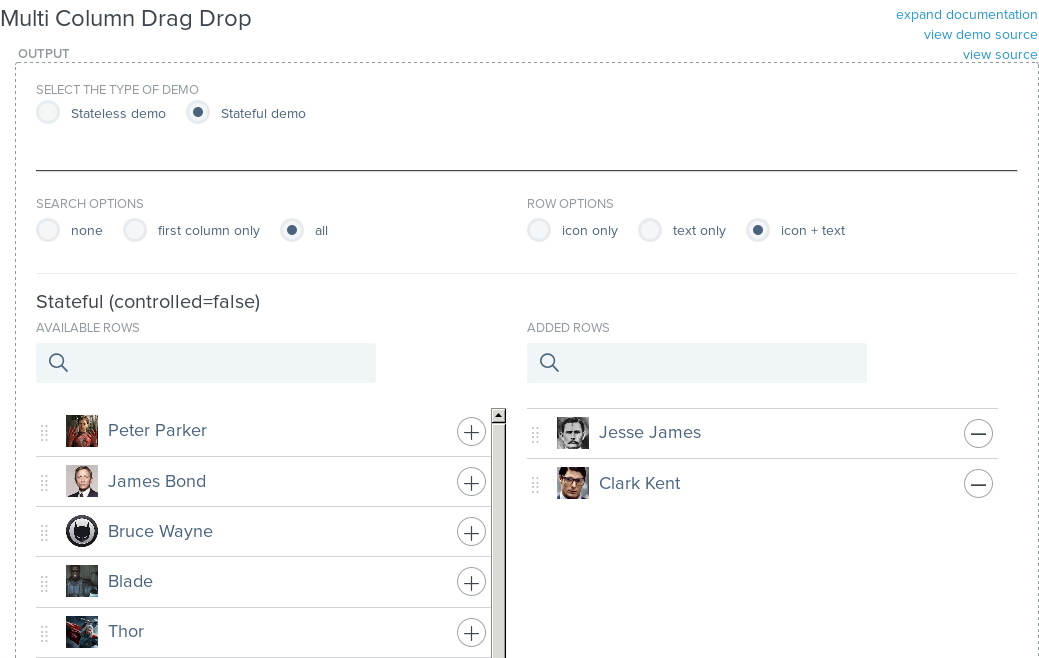 Multi Column Drag Drop
expand documentation
view demo source
view source
OUTPUT
SELECT THE TYPE OF DEMO
Stateless demo Stateful demo
SEARCH OPTIONS ROW OPTIONS
none first column only all icon only text only icon + text
Stateful (controlled=false)
AVAILABLE ROWS ADDED ROWS
Peter Parker Jesse James
James Bond Clark Kent
Bruce Wayne
Blade
Thor